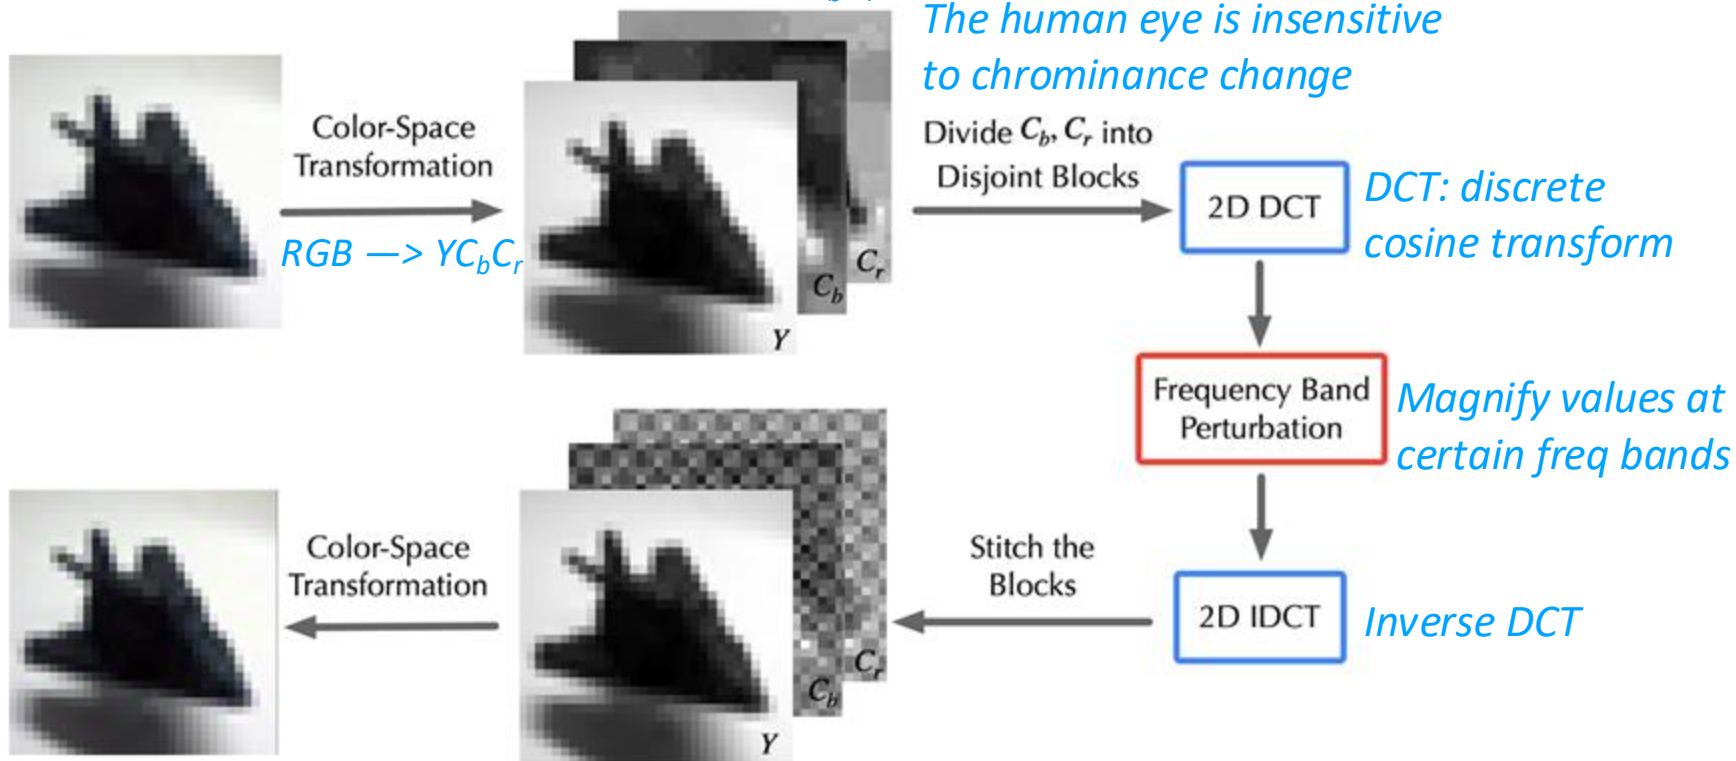 The human eye is insensitive
to chrominance change
Color-Space
Transformation
RGB —> YCbCr
Y
Cb
Cr
Divide Cb, Cr into
Disjoint Blocks
2D DCT
DCT: discrete
cosine transform
Frequency Band
Perturbation
Magnify values at
certain freq bands
2D IDCT
Inverse DCT
Stitch the
Blocks
Cr
Cb
Y
Color-Space
Transformation